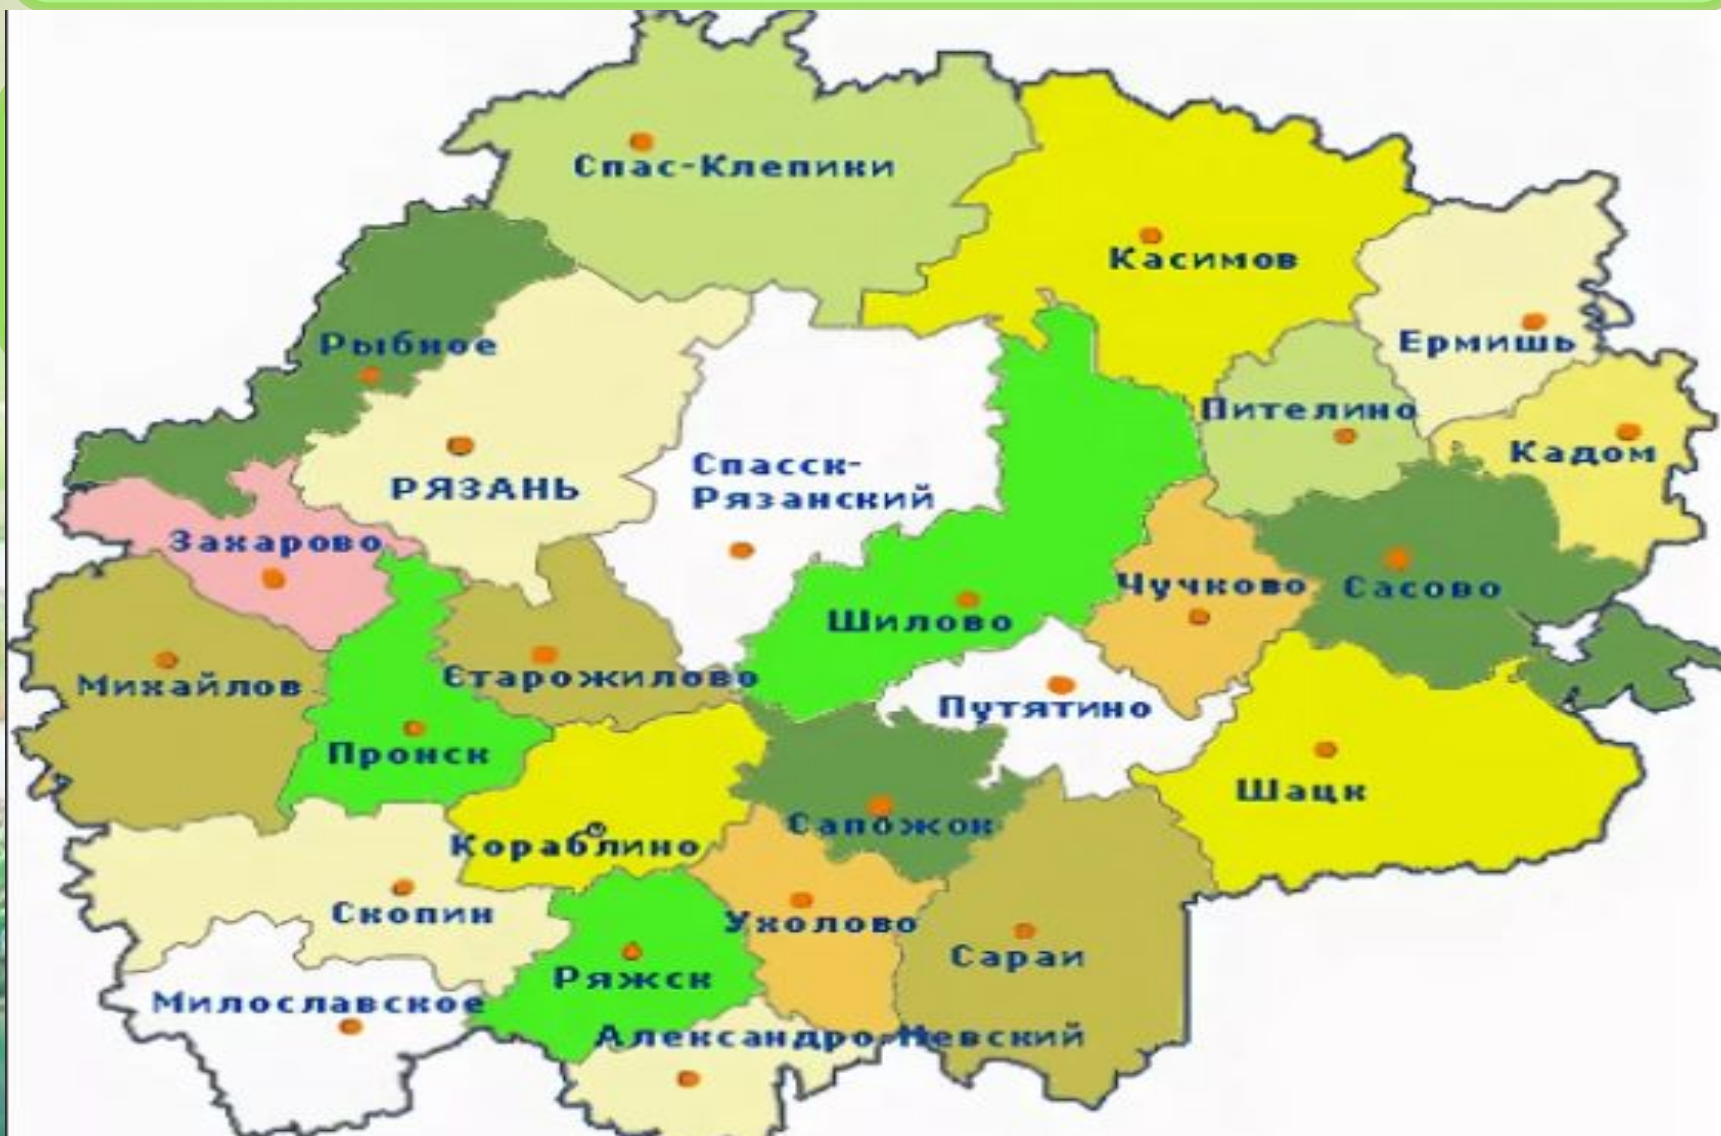 Спас-Клепики
Касимов
Рыбное
Ермишь
Пителино
Кадом
РЯЗАНЬ
Спасск-
Рязанский
Захарово
Чучково
Сасово
Шилово
Михайлов
Старожилово
Путятино
Пронск
Шацк
Сапожок
Кораблино
Скопин
Ухолово
Сараи
Ряжск
Милославское
Александро-Невский